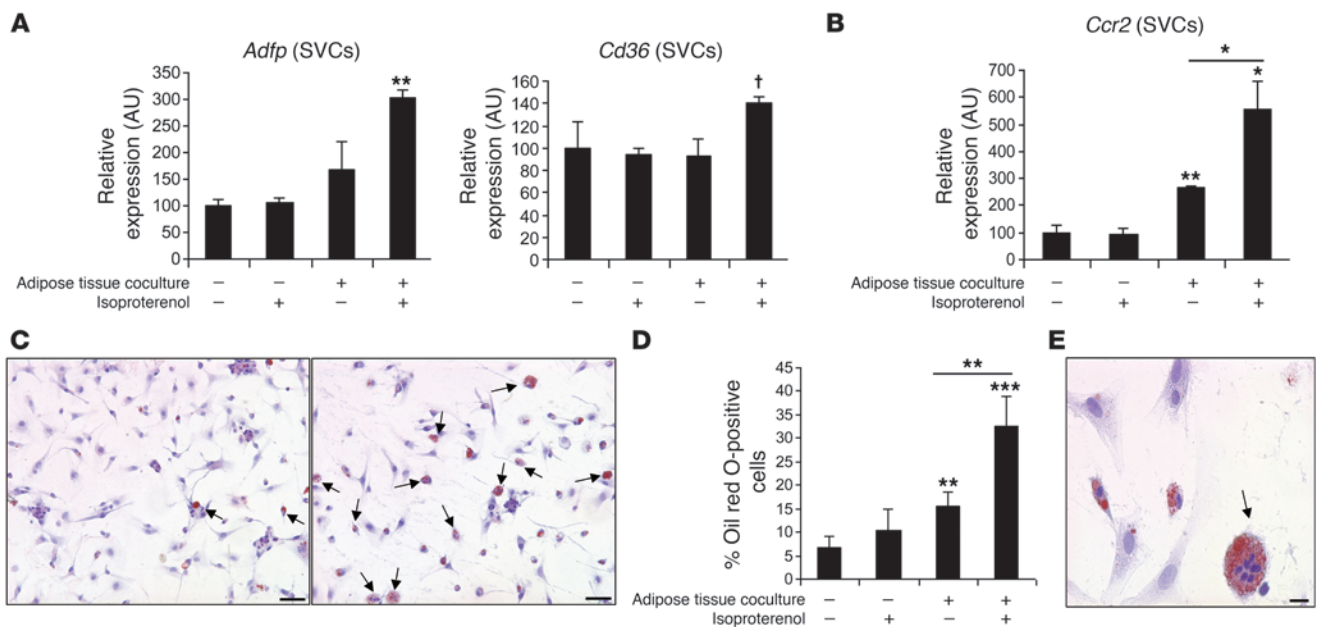 A
Adfp (SVCs)
Relative
expression (AU)
350
300
250
200
150
100
50
0
**
Adipose tissue coculture – – + +
Isoproterenol – + – +
Cd36 (SVCs)
Relative
expression (AU)
160
140
120
100
80
60
40
20
0
†
– – + +
– + – +
B
Ccr2 (SVCs)
Relative
expression (AU)
700
600
500
400
300
200
100
0
*
**
*
Adipose tissue coculture – – + +
Isoproterenol – + – +
C
D
% Oil red O-positive
cells
45
40
35
30
25
20
15
10
5
0
**
**
***
Adipose tissue coculture – – + +
Isoproterenol – + – +
E